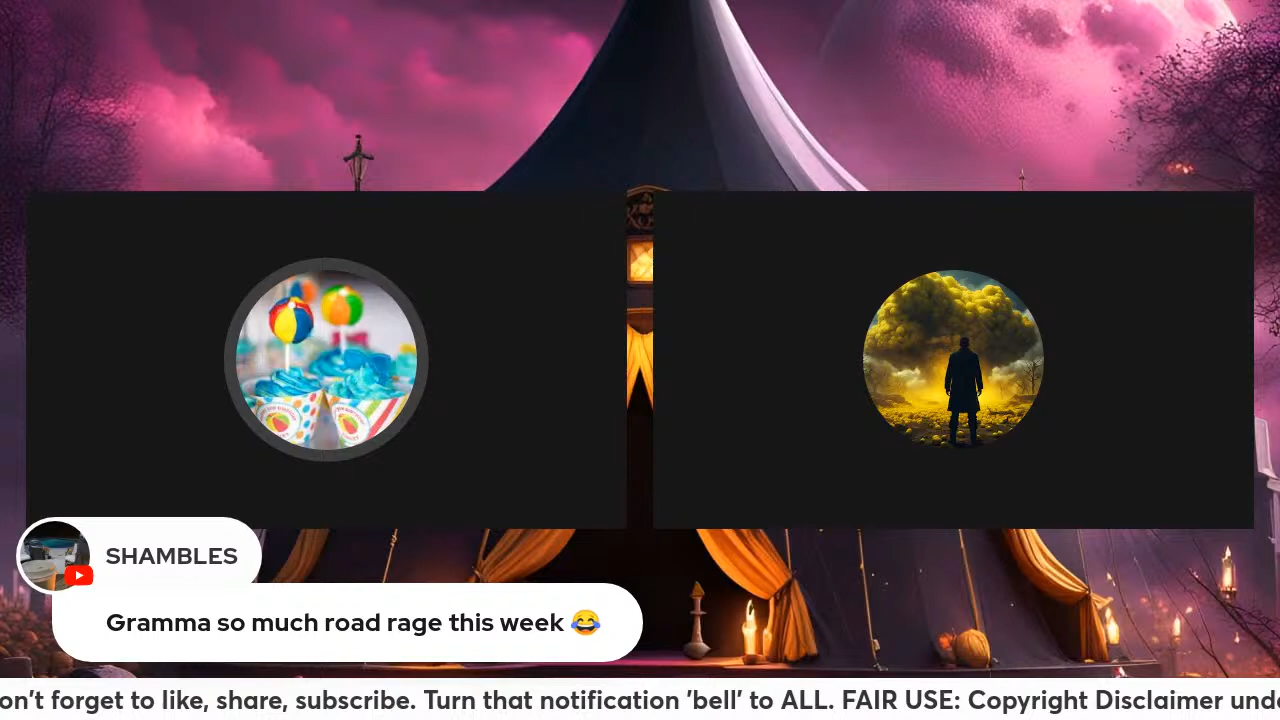 SHAMBLES
Gramma so much road rage this week 😂
on't forget to like, share, subscribe. Turn that notification 'bell' to ALL. FAIR USE: Copyright Disclaimer unde